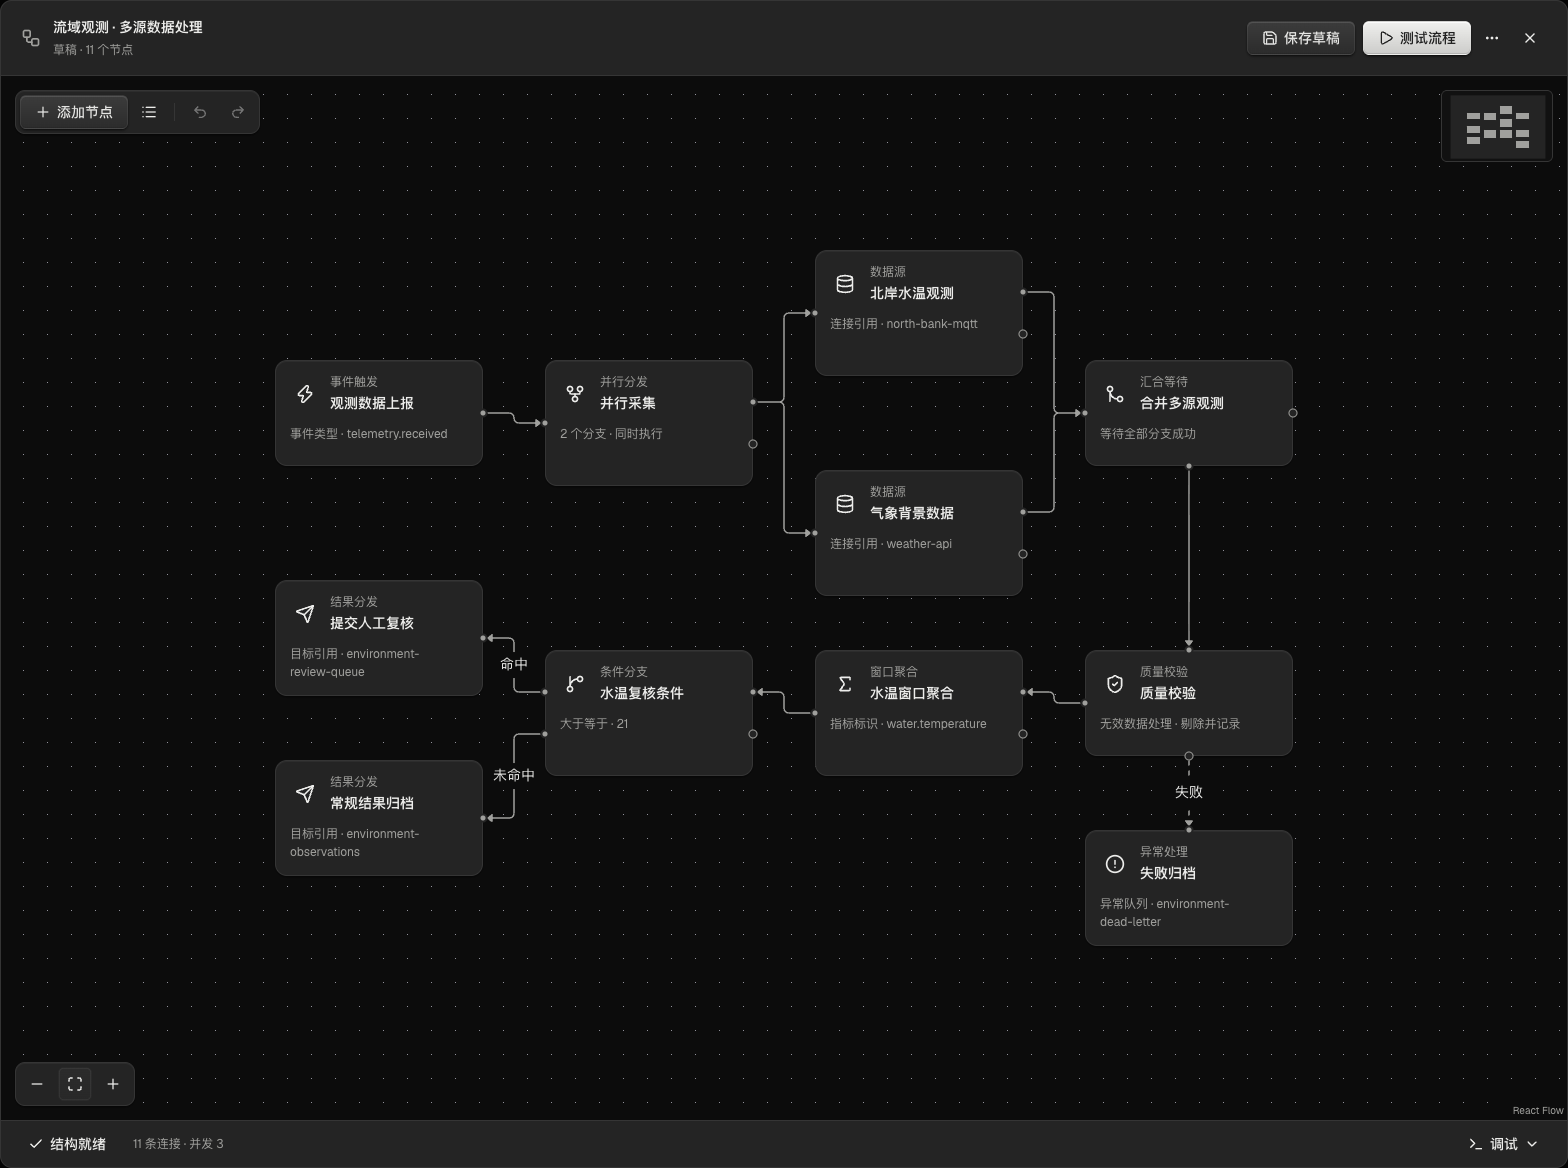 流域观测 · 多源数据处理
草稿 · 11 个节点
保存草稿
测试流程
添加节点
数据源
北岸水温观测
连接引用 · north-bank-mqtt
事件触发
观测数据上报
事件类型 · telemetry.received
并行分发
并行采集
2 个分支 · 同时执行
汇合等待
合并多源观测
等待全部分支成功
数据源
气象背景数据
连接引用 · weather-api
结果分发
提交人工复核
目标引用 · environment-
review-queue
命中
条件分支
水温复核条件
大于等于 · 21
窗口聚合
水温窗口聚合
指标标识 · water.temperature
质量校验
质量校验
无效数据处理 · 剔除并记录
未命中
结果分发
常规结果归档
目标引用 · environment-
observations
失败
异常处理
失败归档
异常队列 · environment-
dead-letter
React Flow
结构就绪
11 条连接 · 并发 3
调试